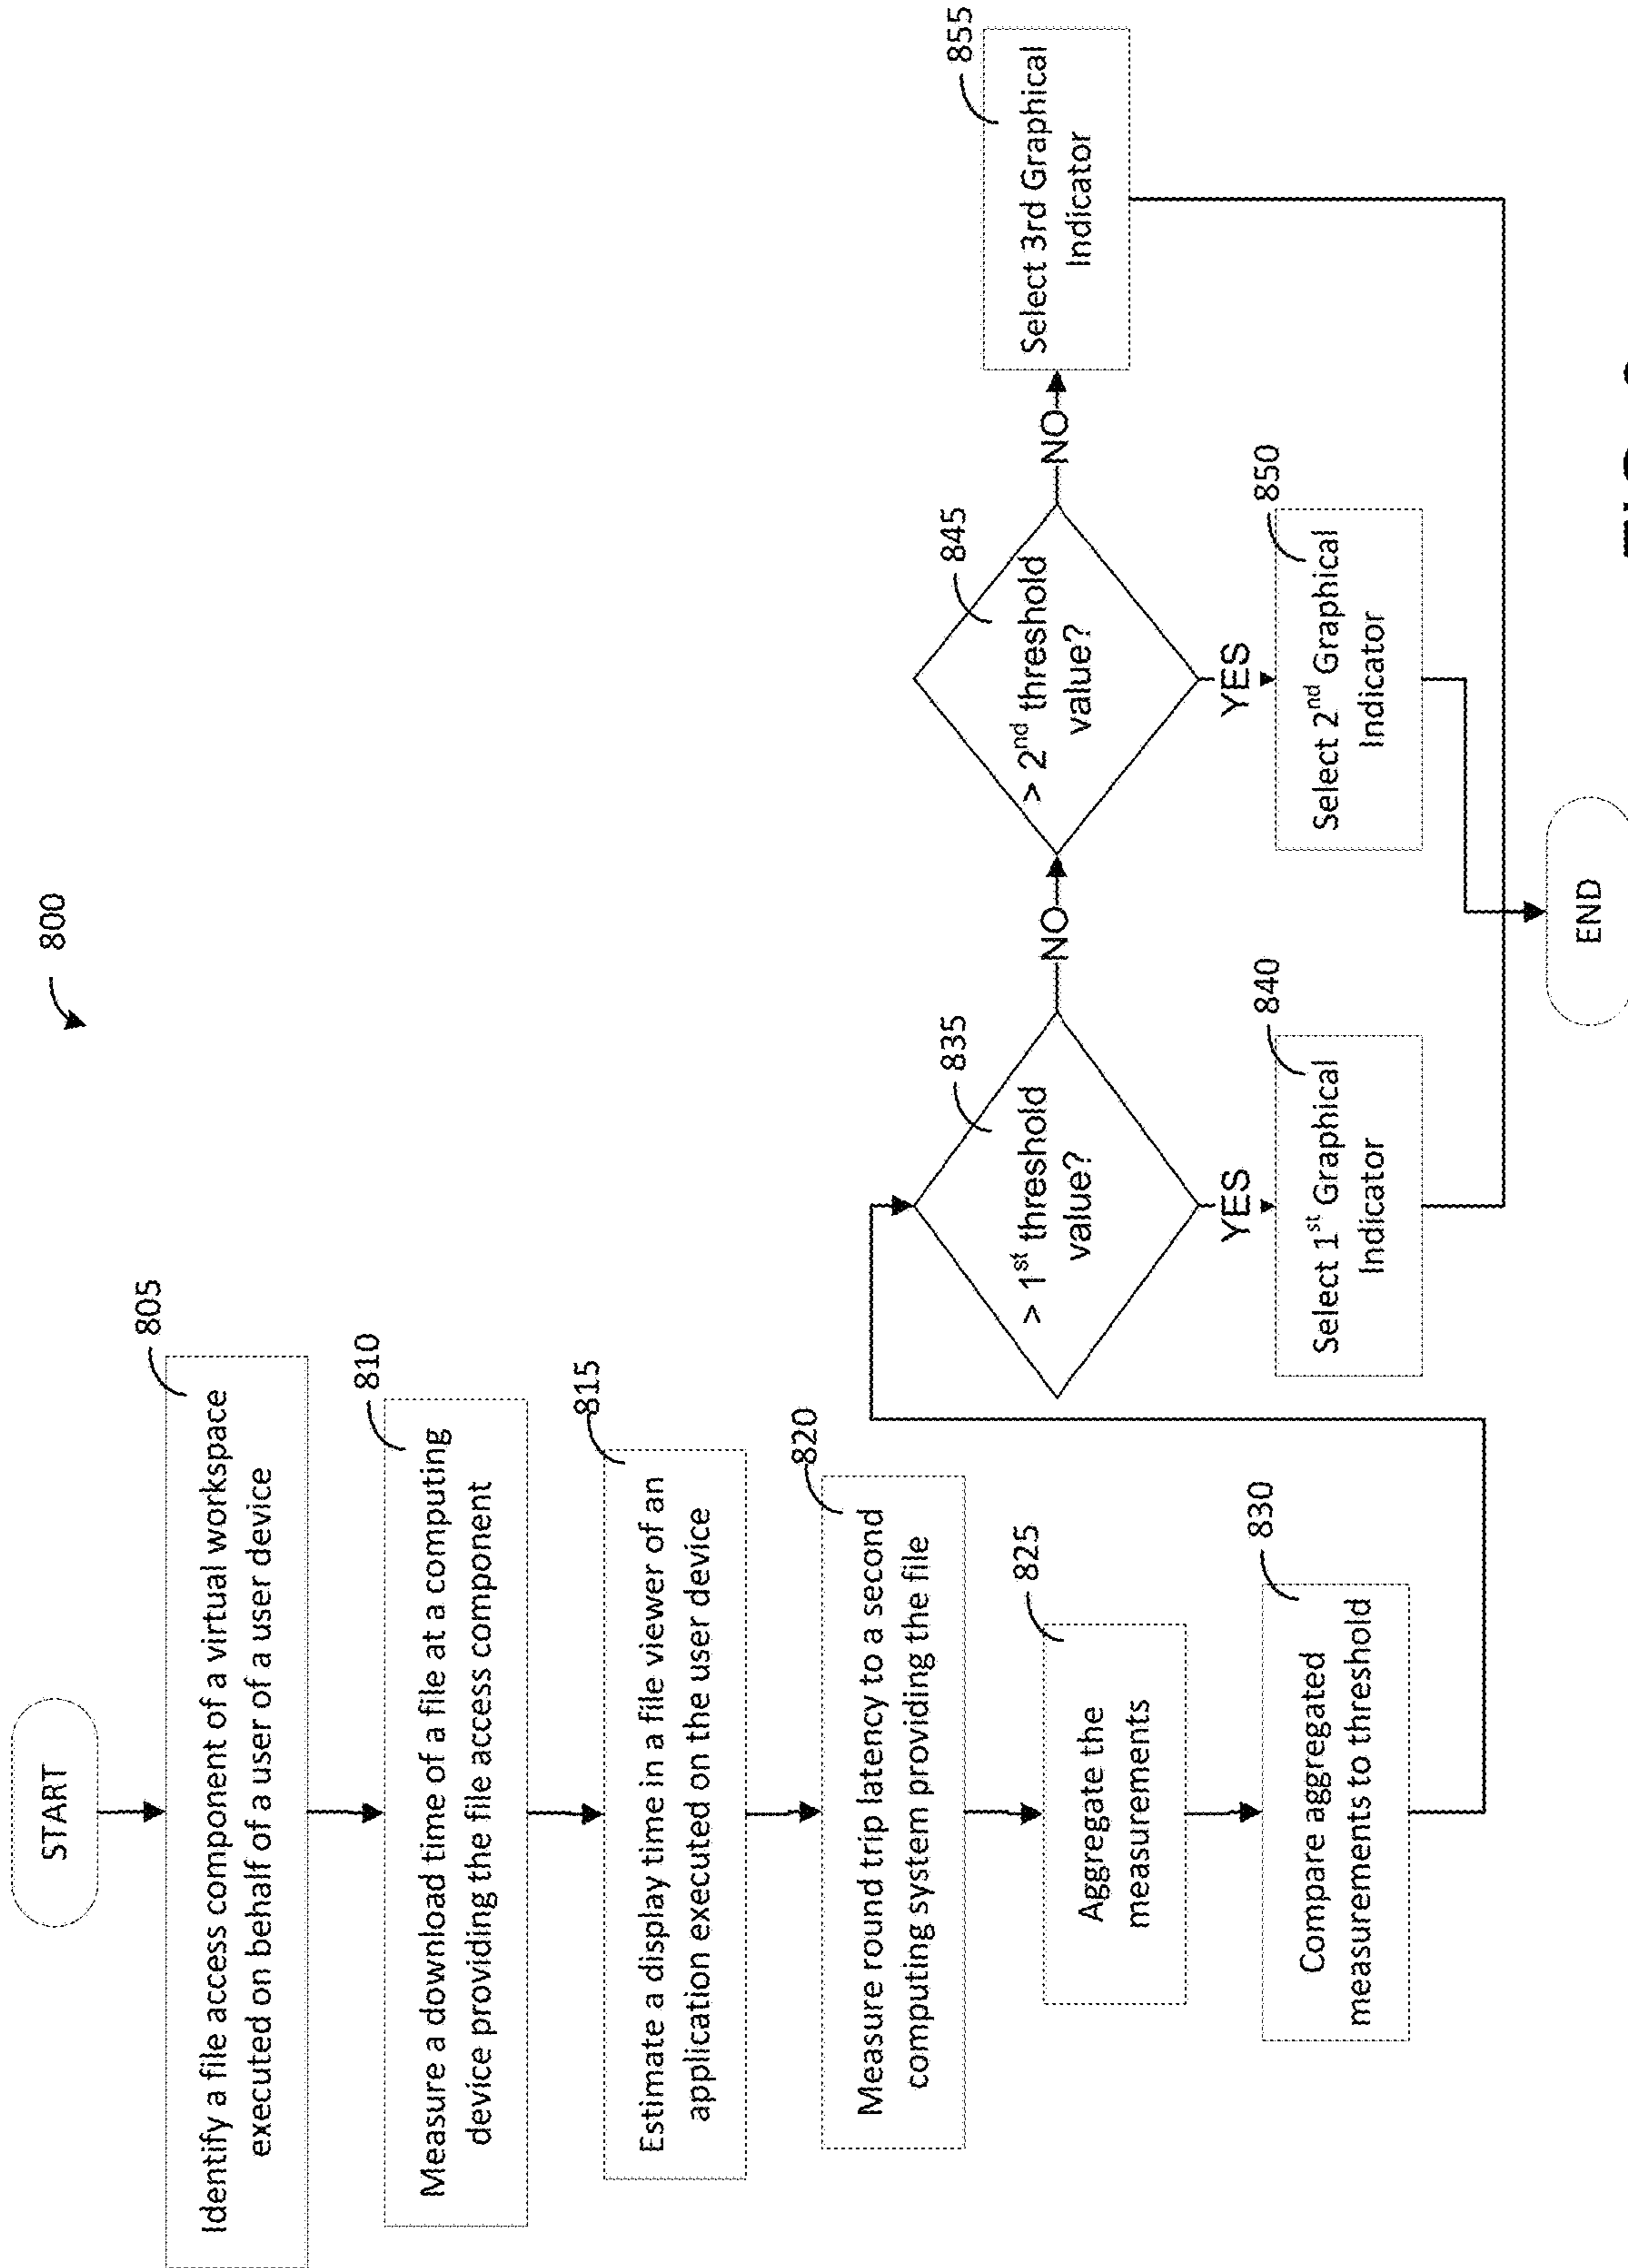 800
START
805
Identify a file access component of a virtual workspace
executed on behalf of a user of a user device
810
Measure a download time of a file at a computing
device providing the file access component
815
Estimate a display time in a file viewer of an
application executed on the user device
820
Measure round trip latency to a second
computing system providing the file
825
Aggregate the
measurements
830
Compare aggregated
measurements to threshold
835
> 1st threshold
value?
NO
YES
840
Select 1st Graphical
Indicator
845
> 2nd threshold
value?
NO
YES
850
Select 2nd Graphical
Indicator
855
Select 3rd Graphical
Indicator
END